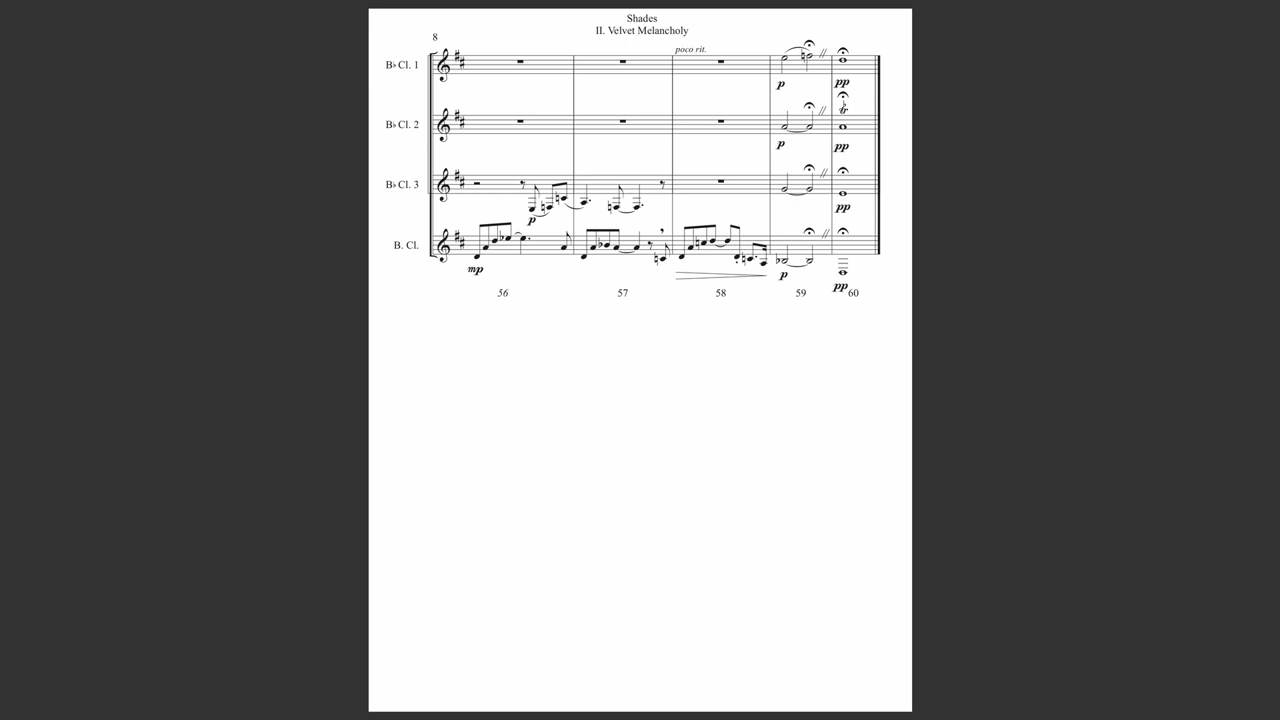 Shades
II. Velvet Melancholy
8
poco rit.
B♭ Cl. 1
p
pp
tr
B♭ Cl. 2
p
pp
B♭ Cl. 3
p
pp
B. Cl.
mp
p
pp
56 57 58 59 60